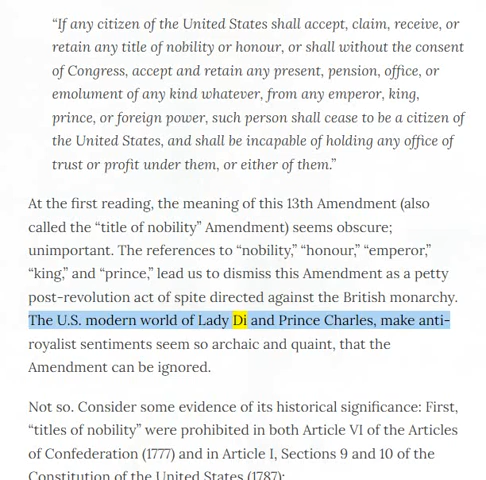 “If any citizen of the United States shall accept, claim, receive, or
retain any title of nobility or honour, or shall without the consent
of Congress, accept and retain any present, pension, office, or
emolument of any kind whatever, from any emperor, king,
prince, or foreign power, such person shall cease to be a citizen of
the United States, and shall be incapable of holding any office of
trust or profit under them, or either of them.”
At the first reading, the meaning of this 13th Amendment (also
called the “title of nobility” Amendment) seems obscure;
unimportant. The references to “nobility,” “honour,” “emperor,”
“king,” and “prince,” lead us to dismiss this Amendment as a petty
post-revolution act of spite directed against the British monarchy.
The U.S. modern world of Lady Di and Prince Charles, make anti-
royalist sentiments seem so archaic and quaint, that the
Amendment can be ignored.
Not so. Consider some evidence of its historical significance: First,
“titles of nobility” were prohibited in both Article VI of the Articles
of Confederation (1777) and in Article I, Sections 9 and 10 of the
Constitution of the United States (1787);